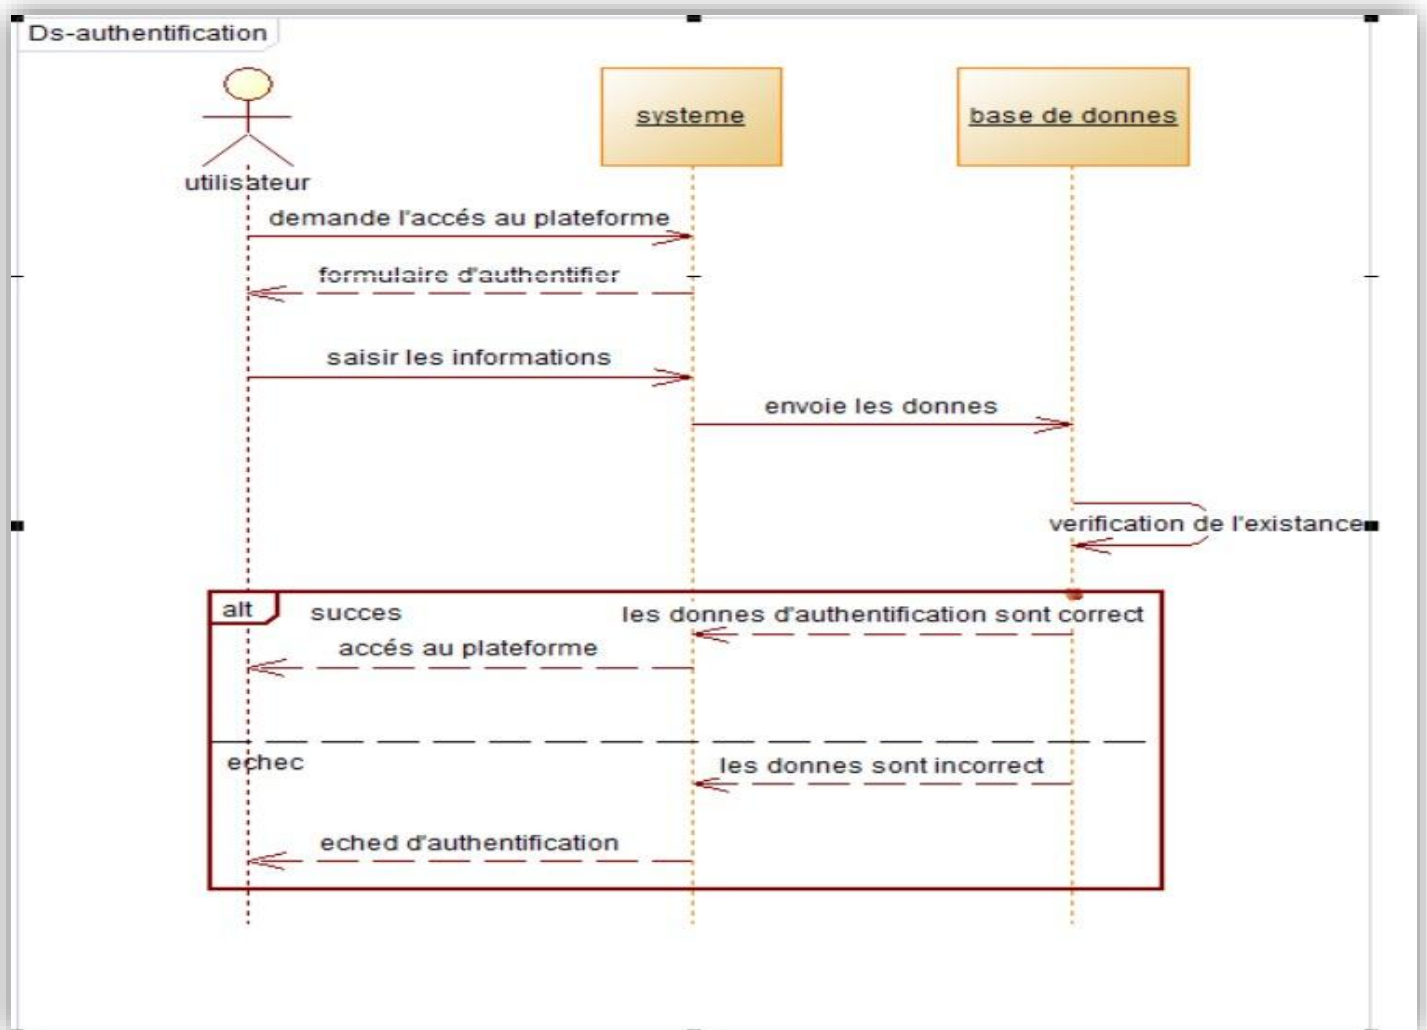 Ds-authentification
systeme
base de donnes
utilisateur
demande l'accés au plateforme
formulaire d'authentifier
saisir les informations
envoie les donnes
verification de l'existance
alt
succes
les donnes d'authentification sont correct
accés au plateforme
echec
les donnes sont incorrect
eched d'authentification